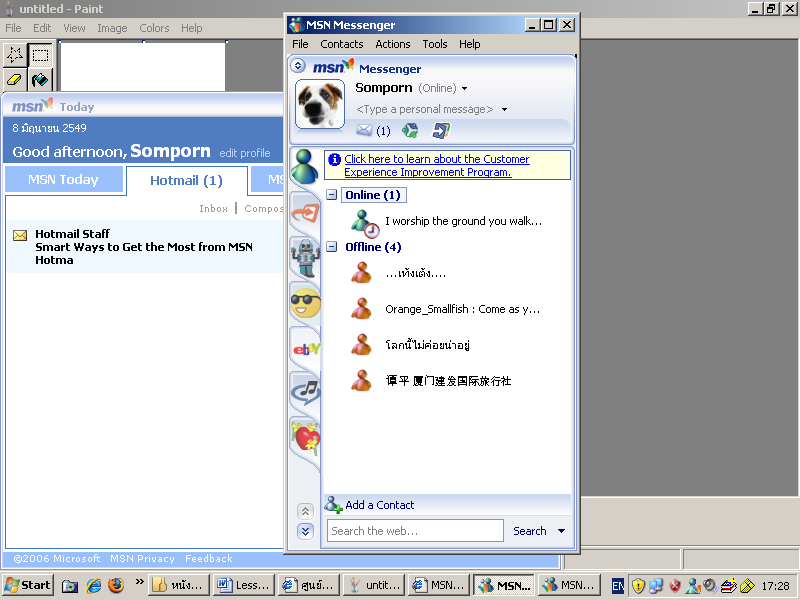 untitled - Paint
File Edit View Image Colors Help
msn Today
8 มิถุนายน 2549
Good afternoon, Somporn edit profile
MSN Today
Hotmail (1)
MS
Inbox | Compos
Hotmail Staff
Smart Ways to Get the Most from MSN
Hotma
©2006 Microsoft MSN Privacy Feedback
MSN Messenger
File Contacts Actions Tools Help
msn Messenger
Somporn (Online)
<Type a personal message>
(1)
Click here to learn about the Customer
Experience Improvement Program.
Online (1)
I worship the ground you walk...
Offline (4)
...เห้งเต้ง....
Orange_Smallfish : Come as y...
โลกนี้ไม่ค่อยน่าอยู่
谭平 厦门建发国际旅行社
ebY
Add a Contact
Search the web...
Search
Start
»
หนัง...
Less...
ศูนย์...
untit...
MSN...
MSN...
MSN...
EN
17:28